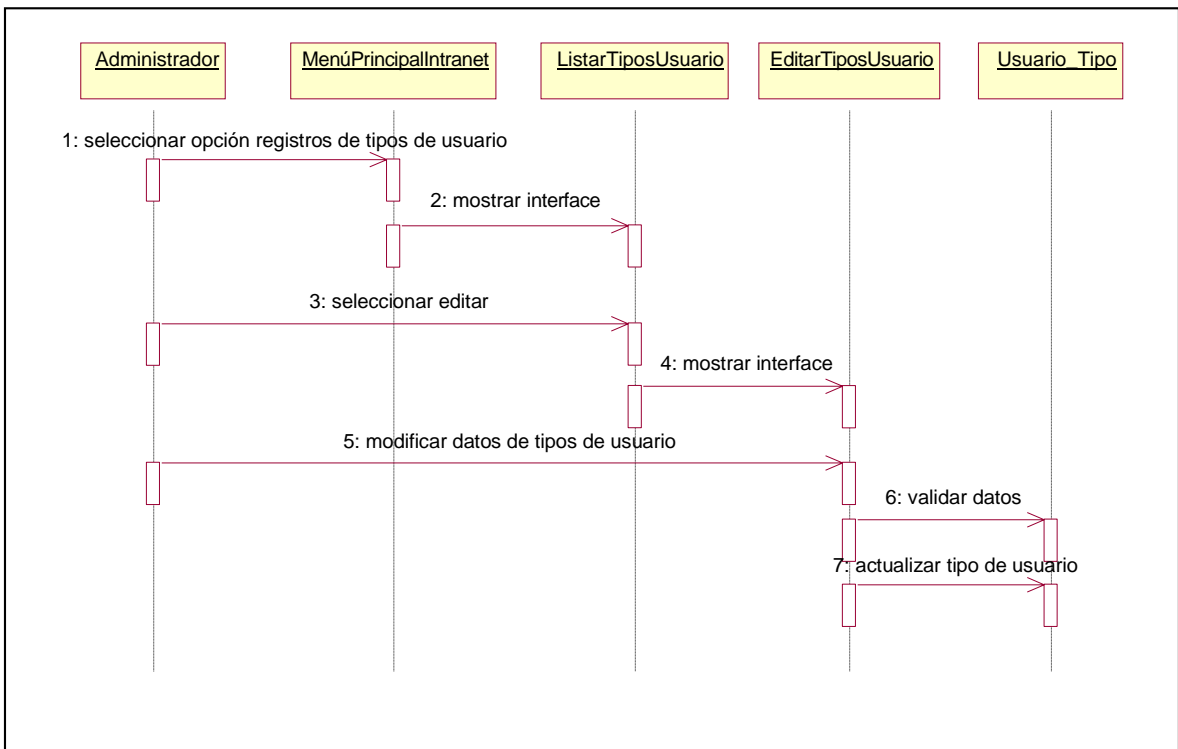 Administrador
MenúPrincipalIntranet
ListarTiposUsuario
EditarTiposUsuario
Usuario_Tipo
1: seleccionar opción registros de tipos de usuario
2: mostrar interface
3: seleccionar editar
4: mostrar interface
5: modificar datos de tipos de usuario
6: validar datos
7: actualizar tipo de usuario